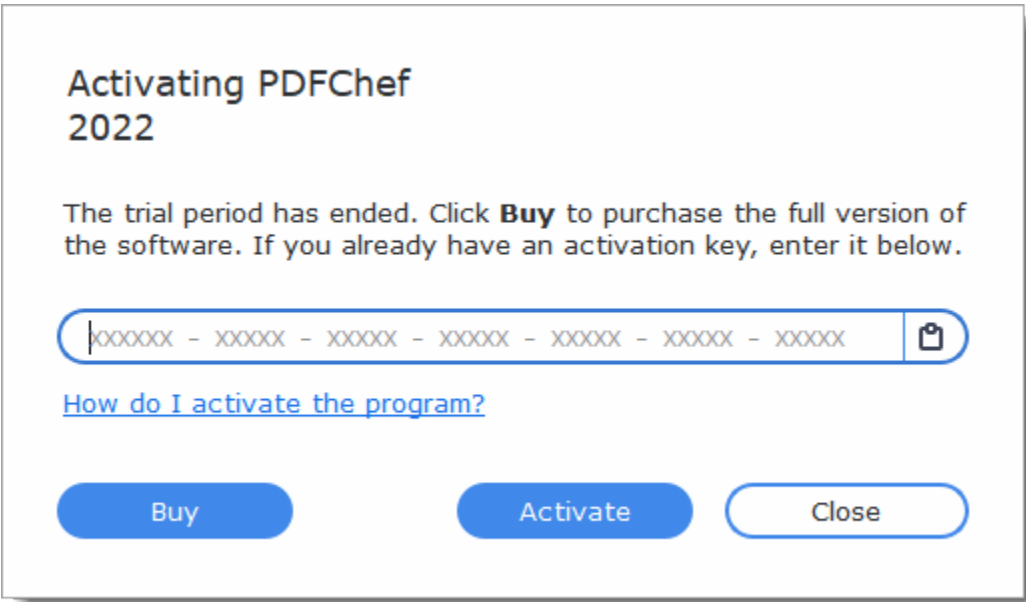 Activating PDFChef
2022
The trial period has ended. Click Buy to purchase the full version of
the software. If you already have an activation key, enter it below.
XXXXXX – XXXXX – XXXXX – XXXXX – XXXXX – XXXXX – XXXXX
How do I activate the program?
Buy Activate Close